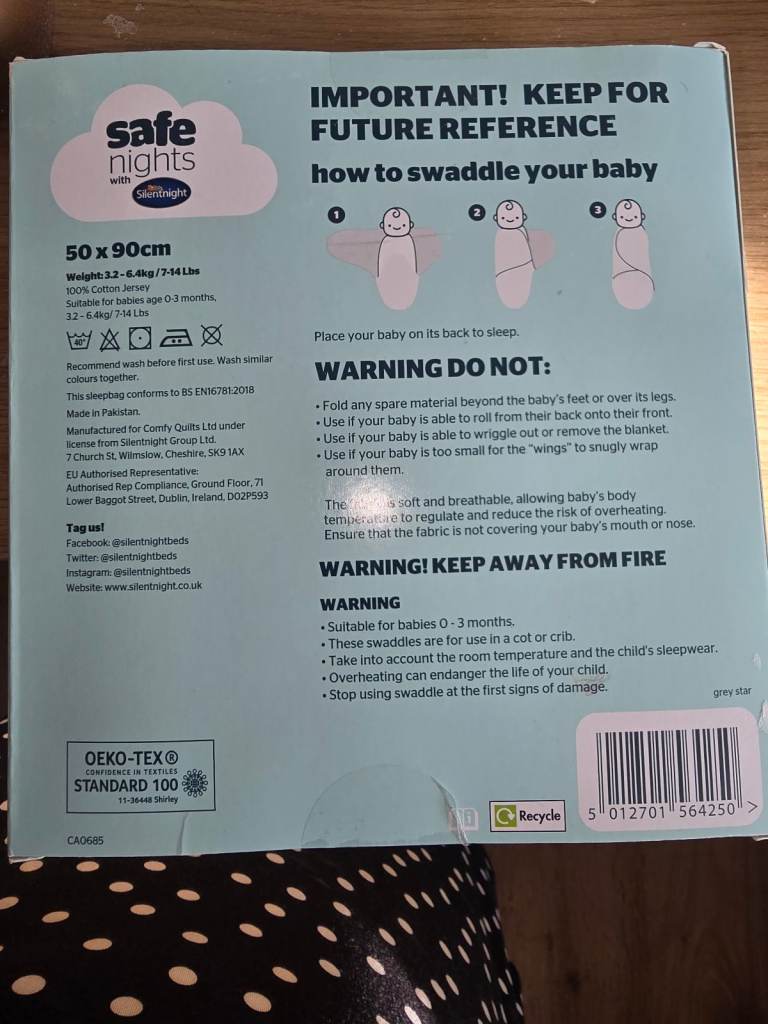 safe
nights
with
Silentnight
50 x 90cm
Weight: 3.2 - 6.4kg / 7-14 Lbs
100% Cotton Jersey
Suitable for babies age 0-3 months,
3.2 - 6.4kg/ 7-14 Lbs
40°
Recommend wash before first use. Wash similar
colours together.
This sleepbag conforms to BS EN16781:2018
Made in Pakistan.
Manufactured for Comfy Quilts Ltd under
license from Silentnight Group Ltd.
7 Church St, Wilmslow, Cheshire, SK9 1AX
EU Authorised Representative:
Authorised Rep Compliance, Ground Floor, 71
Lower Baggot Street, Dublin, Ireland, D02P593
Tag us!
Facebook: @silentnightbeds
Twitter: @silentnightbeds
Instagram: @silentnightbeds
Website: www.silentnight.co.uk
OEKO-TEX®
CONFIDENCE IN TEXTILES
STANDARD 100
11-36448 Shirley
CA0685
IMPORTANT! KEEP FOR
FUTURE REFERENCE
how to swaddle your baby
1 2 3
Place your baby on its back to sleep.
WARNING DO NOT:
• Fold any spare material beyond the baby's feet or over its legs.
• Use if your baby is able to roll from their back onto their front.
• Use if your baby is able to wriggle out or remove the blanket.
• Use if your baby is too small for the "wings" to snugly wrap
around them.
The is soft and breathable, allowing baby's body
temperature to regulate and reduce the risk of overheating.
Ensure that the fabric is not covering your baby's mouth or nose.
WARNING! KEEP AWAY FROM FIRE
WARNING
• Suitable for babies 0 - 3 months.
• These swaddles are for use in a cot or crib.
• Take into account the room temperature and the child's sleepwear.
• Overheating can endanger the life of your child.
• Stop using swaddle at the first signs of damage.
grey star
Recycle
5 012701 564250 >